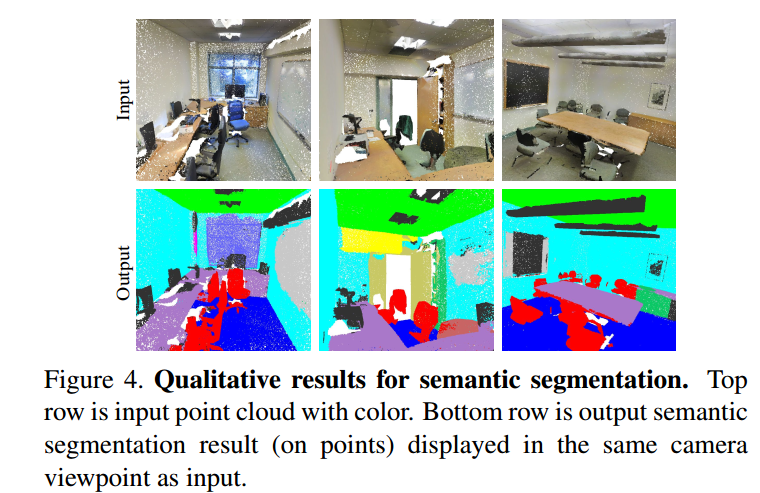 Input
Output
Figure 4. Qualitative results for semantic segmentation. Top
row is input point cloud with color. Bottom row is output semantic
segmentation result (on points) displayed in the same camera
viewpoint as input.